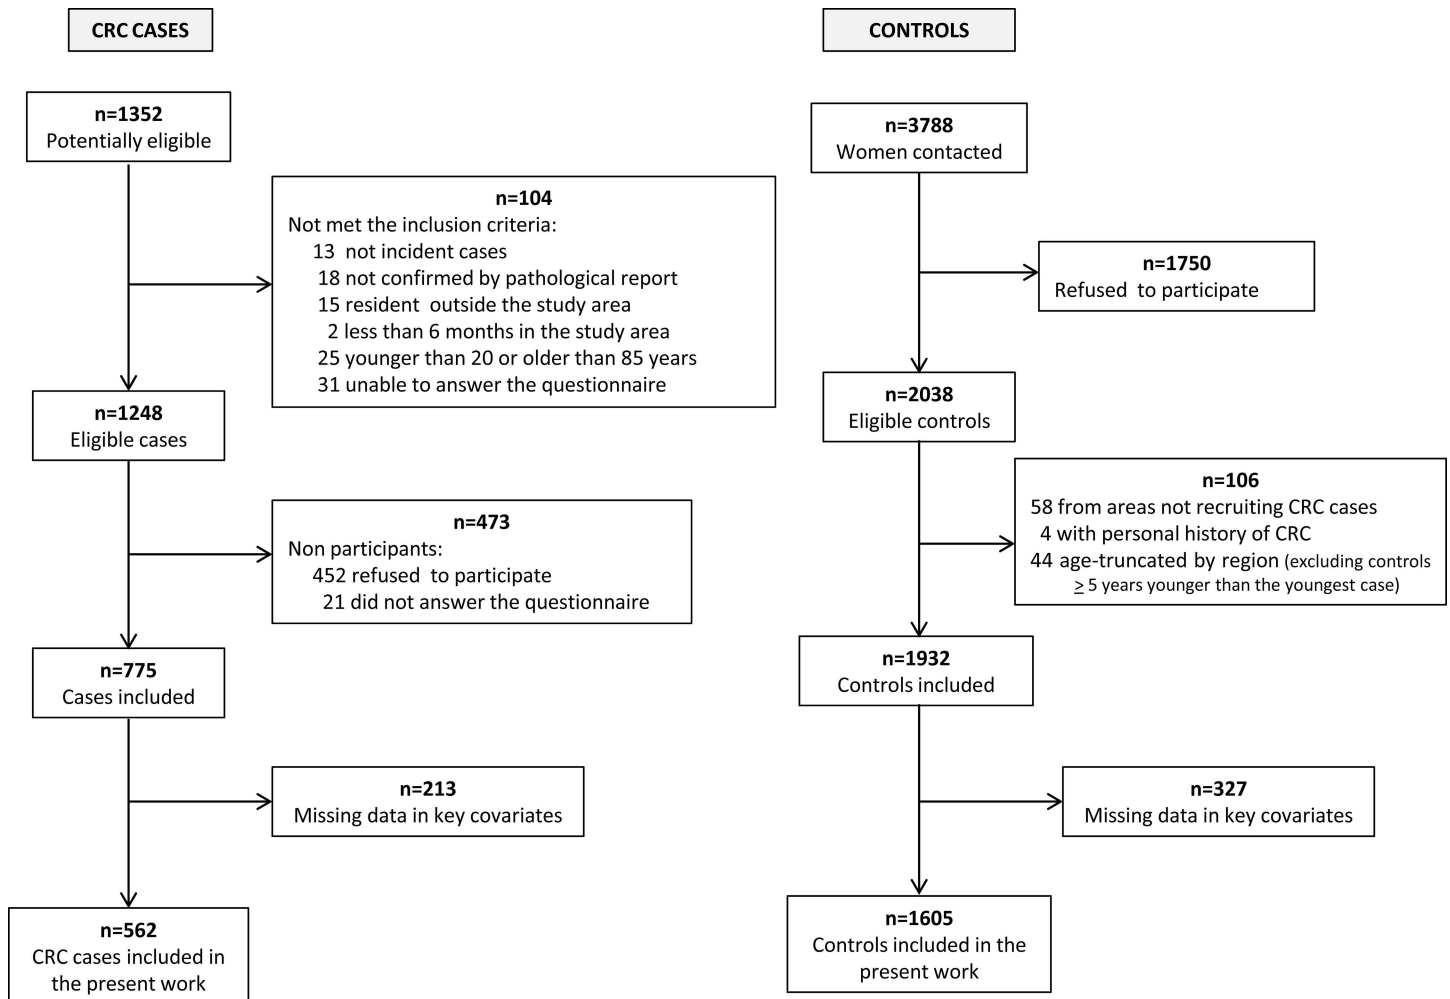 CRC CASES
n=1352
Potentially eligible
n=104
Not met the inclusion criteria:
13 not incident cases
18 not confirmed by pathological report
15 resident outside the study area
2 less than 6 months in the study area
25 younger than 20 or older than 85 years
31 unable to answer the questionnaire
n=1248
Eligible cases
n=473
Non participants:
452 refused to participate
21 did not answer the questionnaire
n=775
Cases included
n=213
Missing data in key covariates
n=562
CRC cases included in
the present work
CONTROLS
n=3788
Women contacted
n=1750
Refused to participate
n=2038
Eligible controls
n=106
58 from areas not recruiting CRC cases
4 with personal history of CRC
44 age-truncated by region (excluding controls
≥ 5 years younger than the youngest case)
n=1932
Controls included
n=327
Missing data in key covariates
n=1605
Controls included in the
present work